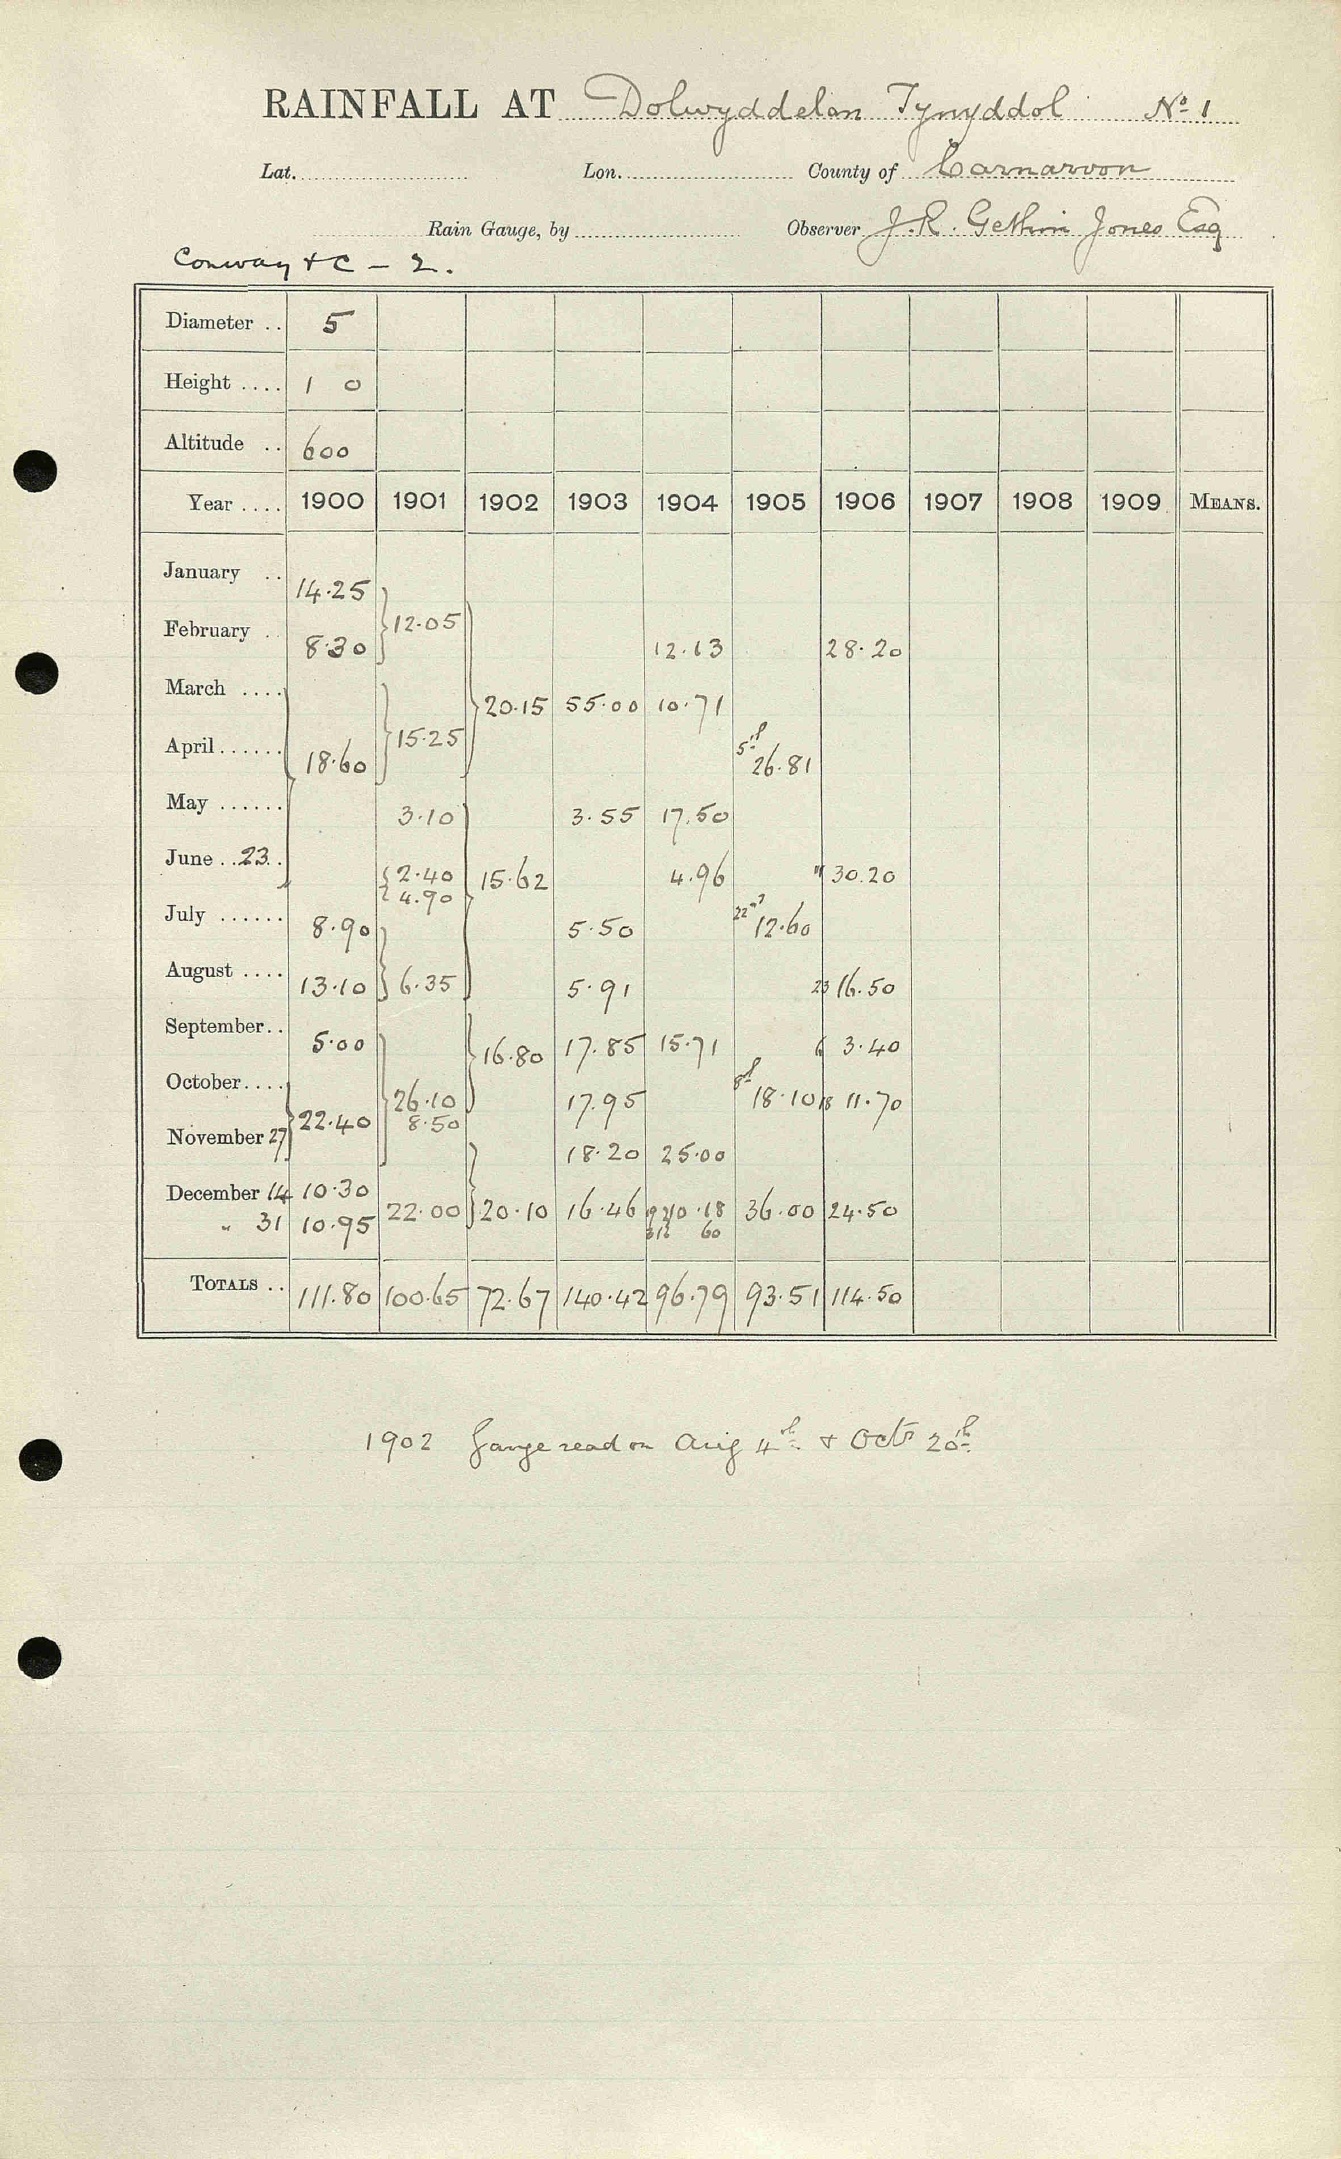 RAINFALL AT Dolwyddelan Tynyddol No 1
Lat. Lon. County of Carnarvon
Rain Gauge, by Observer J. R. Gethin Jones Esq
Conway & C - 2.
Diameter .. 5
Height .... 1 0
Altitude .. 600
Year .... 1900 1901 1902 1903 1904 1905 1906 1907 1908 1909 MEANS.
January .. 14.25
12.05
February .. 8.30 12.13 28.20
March .... 20.15 55.00 10.71
15.25
April ...... 18.60 5th 26.81
May ...... 3.10 3.55 17.50
June .. 23. 2.40 15.62 4.96 30.20
4.90
July ...... 8.90 5.50 22nd 12.60
August .... 13.10 6.35 5.91 23 16.50
September .. 5.00 16.80 17.85 15.71 6 3.40
October .... 26.10 17.95 8th 18.10 18 11.70
22.40 8.50
November 27 18.20 25.00
December 14 10.30 22.00 20.10 16.46 10.18 36.00 24.50
" 31 10.95 31st 60
TOTALS .. 111.80 100.65 72.67 140.42 96.79 93.51 114.50
1902 Gauge read on Aug 4th & Oct 20th